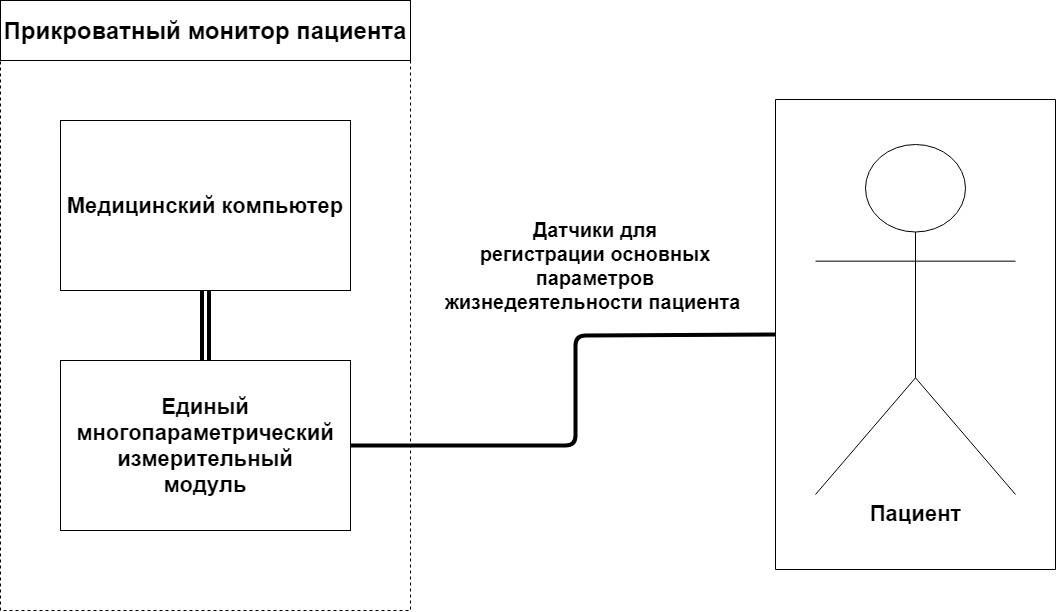 Прикроватный монитор пациента
Медицинский компьютер
Датчики для
регистрации основных
параметров
жизнедеятельности пациента
Единый
многопараметрический
измерительный
модуль
Пациент